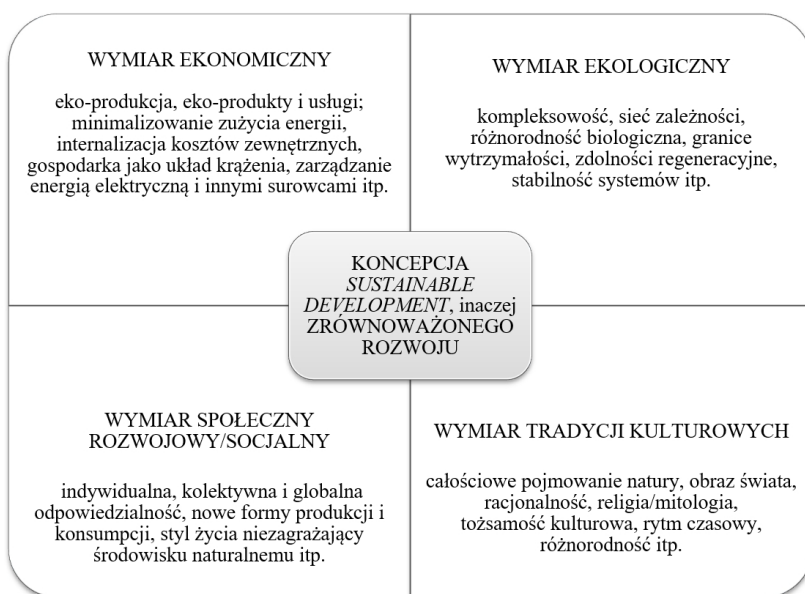 WYMIAR EKONOMICZNY
eko-produkcja, eko-produkty i usługi;
minimalizowanie zużycia energii,
internalizacja kosztów zewnętrznych,
gospodarka jako układ krążenia, zarządzanie
energią elektryczną i innymi surowcami itp.
WYMIAR EKOLOGICZNY
kompleksowość, sieć zależności,
różnorodność biologiczna, granice
wytrzymałości, zdolności regeneracyjne,
stabilność systemów itp.
KONCEPCJA
SUSTAINABLE
DEVELOPMENT, inaczej
ZRÓWNOWAŻONEGO
ROZWOJU
WYMIAR SPOŁECZNY
ROZWOJOWY/SOCJALNY
indywidualna, kolektywna i globalna
odpowiedzialność, nowe formy produkcji i
konsumpcji, styl życia niezagrażający
środowisku naturalnemu itp.
WYMIAR TRADYCJI KULTUROWYCH
całościowe pojmowanie natury, obraz świata,
racjonalność, religia/mitologia,
tożsamość kulturowa, rytm czasowy,
różnorodność itp.